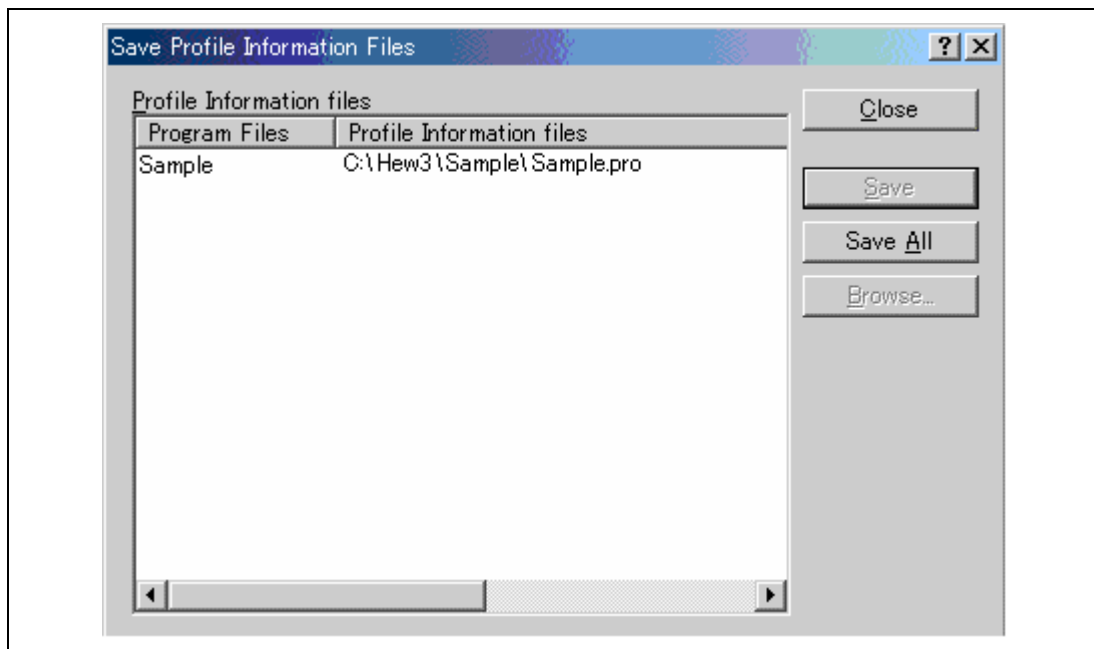 Save Profile Information Files
Profile Information files
Program Files Profile Information files
Sample C:\Hew3\Sample\Sample.pro
Close
Save
Save All
Browse...